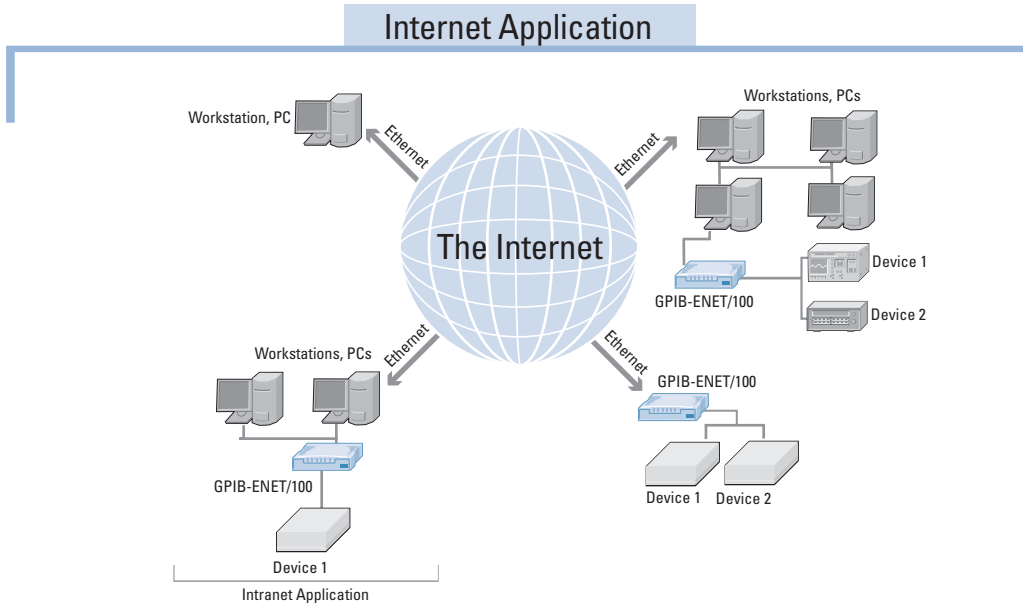 Internet Application
Workstation, PC
Ethernet
Ethernet
Workstations, PCs
The Internet
Device 1
GPIB-ENET/100
Device 2
Ethernet
Workstations, PCs
GPIB-ENET/100
Device 1
Intranet Application
Ethernet
GPIB-ENET/100
Device 1
Device 2